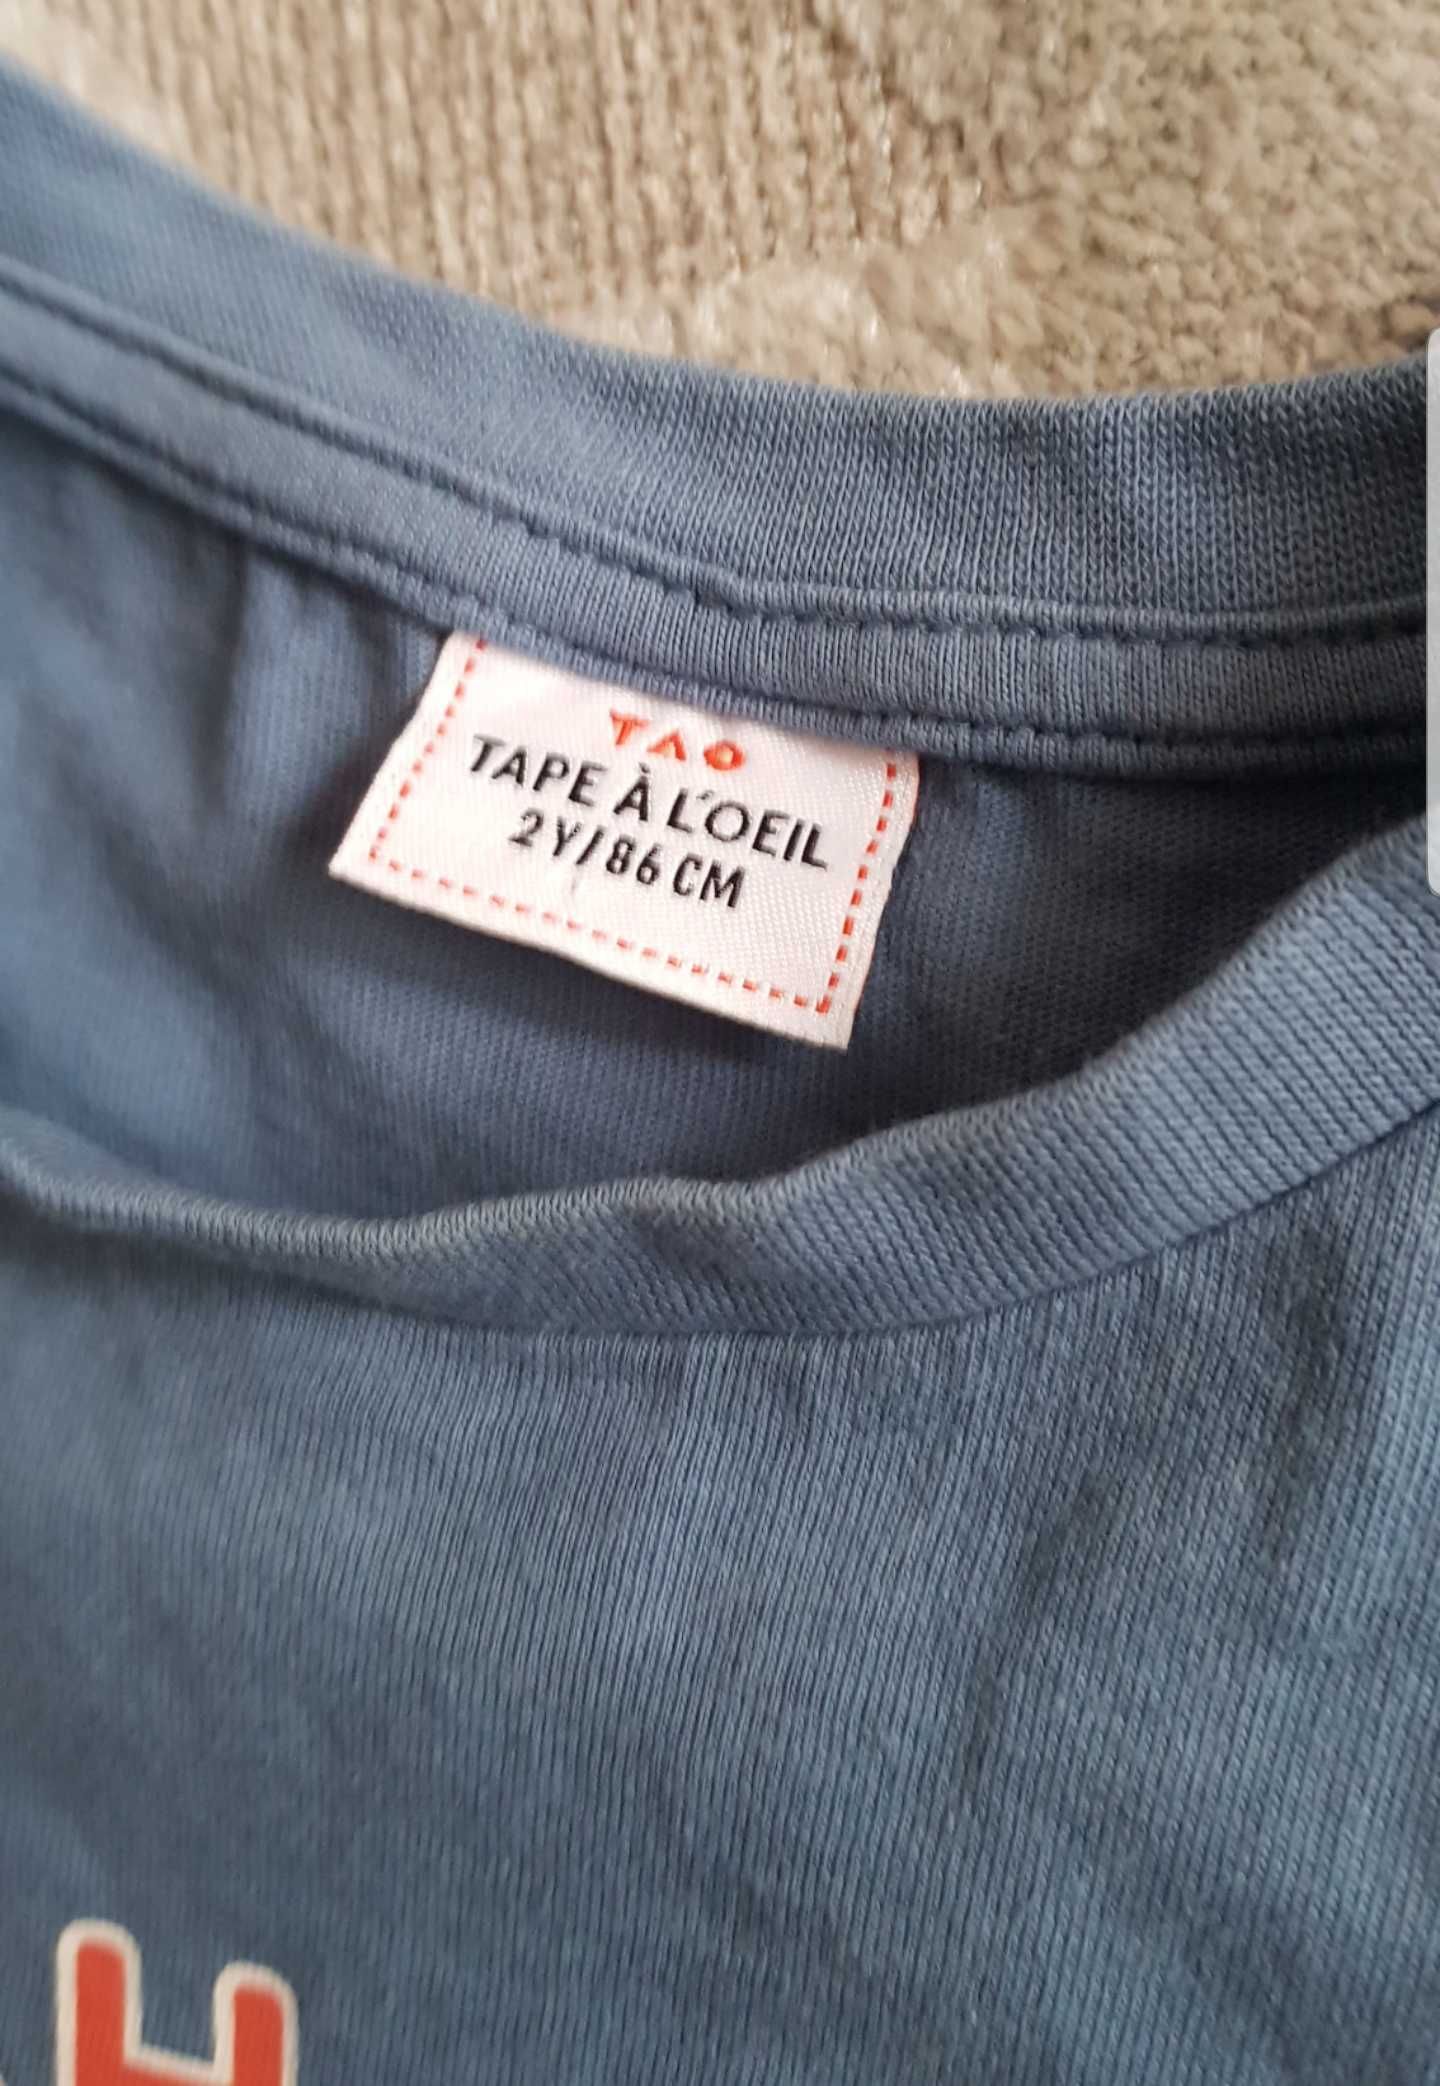 TAO
TAPE À L'OEIL
2Y/86 CM